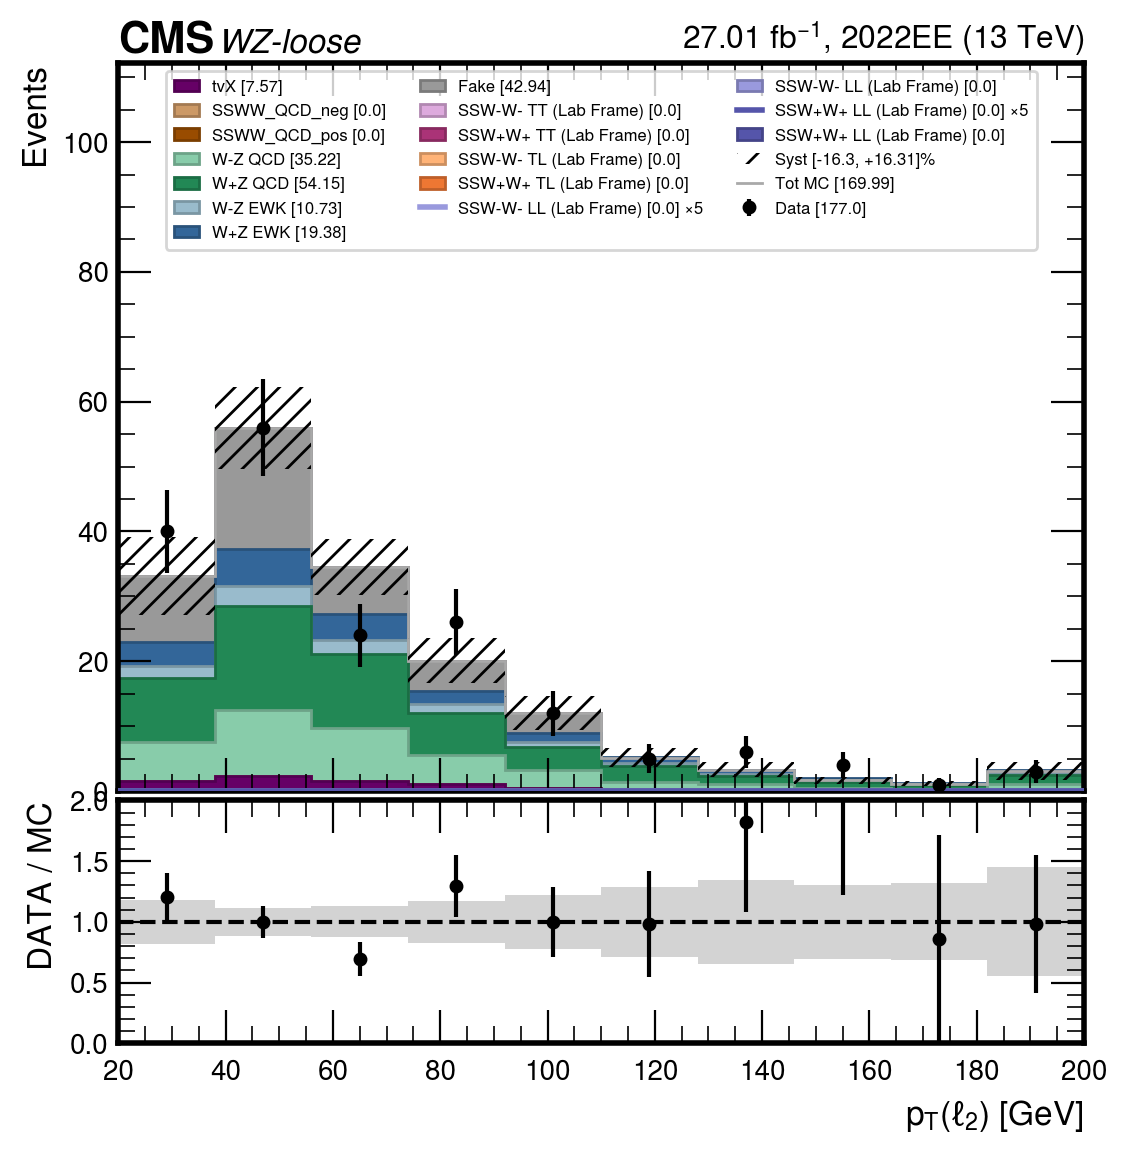 CMS WZ-loose 27.01 fb⁻¹, 2022EE (13 TeV)
Events
tvX [7.57]
SSWW_QCD_neg [0.0]
SSWW_QCD_pos [0.0]
W-Z QCD [35.22]
W+Z QCD [54.15]
W-Z EWK [10.73]
W+Z EWK [19.38]
Fake [42.94]
SSW-W- TT (Lab Frame) [0.0]
SSW+W+ TT (Lab Frame) [0.0]
SSW-W- TL (Lab Frame) [0.0]
SSW+W+ TL (Lab Frame) [0.0]
SSW-W- LL (Lab Frame) [0.0] ×5
SSW-W- LL (Lab Frame) [0.0]
SSW+W+ LL (Lab Frame) [0.0] ×5
SSW+W+ LL (Lab Frame) [0.0]
Syst [-16.3, +16.31]%
Tot MC [169.99]
Data [177.0]
100
80
60
40
20
0
DATA / MC
2.0
1.5
1.0
0.5
0.0
20 40 60 80 100 120 140 160 180 200
p_T(ℓ₂) [GeV]